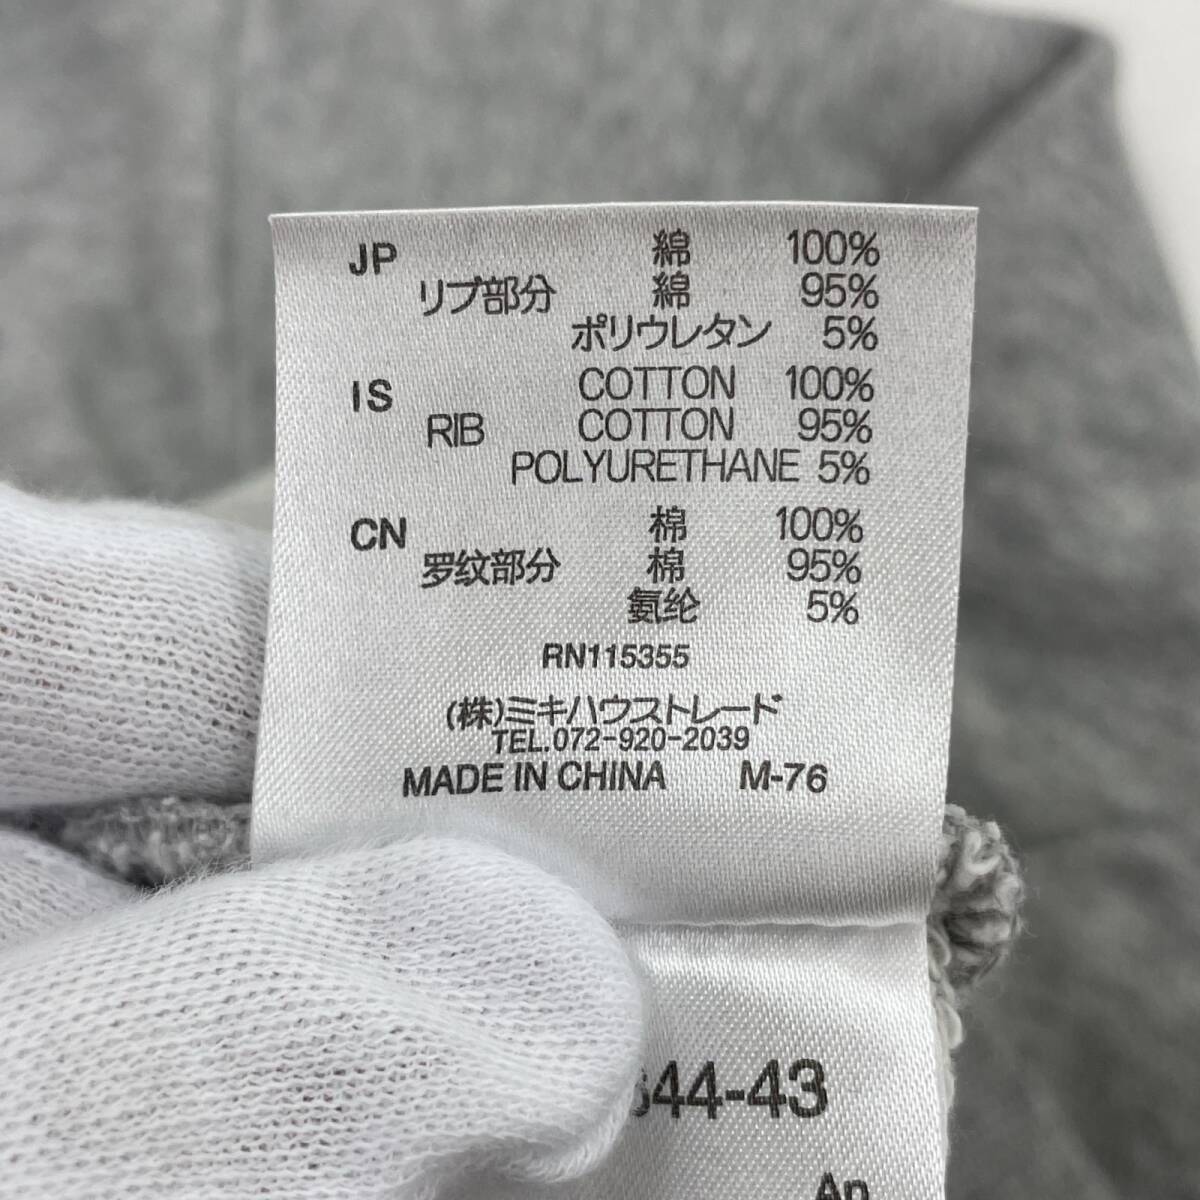 JP 綿 100%
リブ部分 綿 95%
ポリウレタン 5%
IS COTTON 100%
RIB COTTON 95%
POLYURETHANE 5%
CN 棉 100%
罗纹部分 棉 95%
氨纶 5%
RN115355
(株)ミキハウストレード
TEL.072-920-2039
MADE IN CHINA M-76
44-43